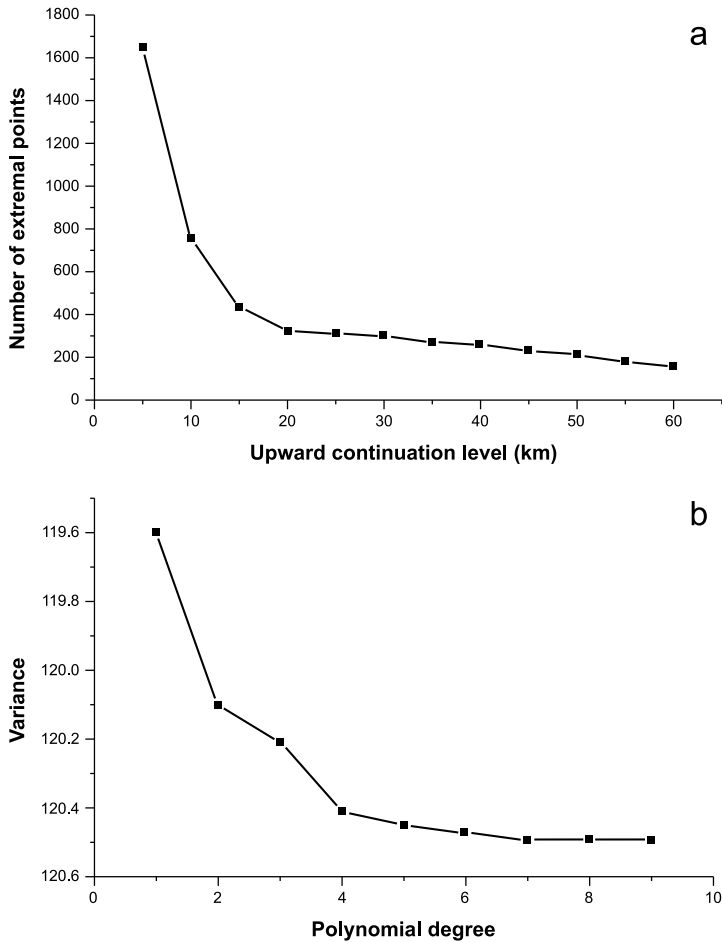 a
1800
1600
1400
1200
1000
800
600
400
200
0
Number of extremal points
0 10 20 30 40 50 60
Upward continuation level (km)
b
119.6
119.8
120.0
120.2
120.4
120.6
Variance
0 2 4 6 8 10
Polynomial degree